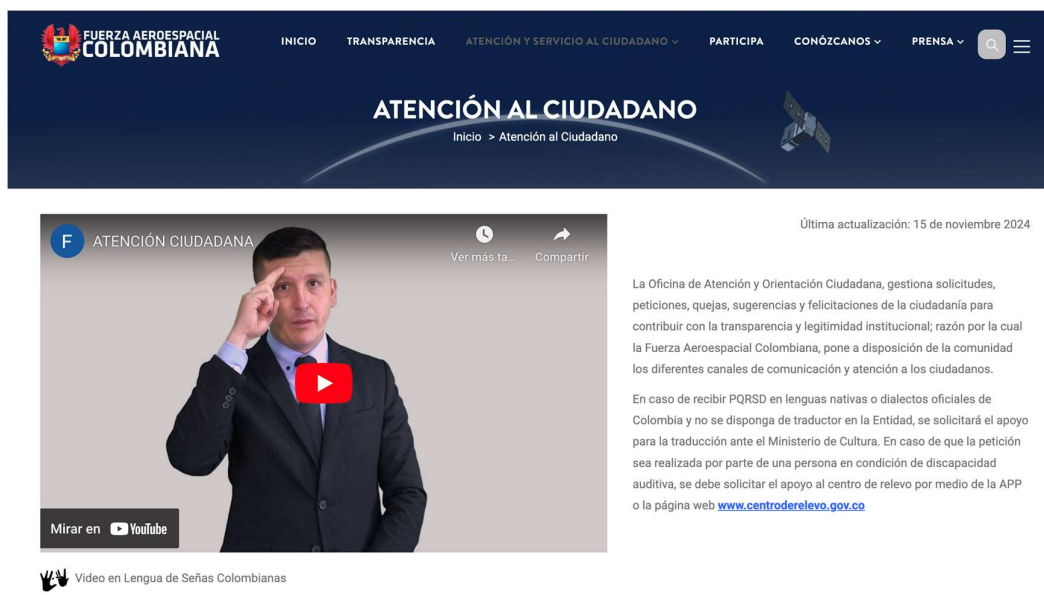 FUERZA AEROESPACIAL
COLOMBIANA
INICIO TRANSPARENCIA ATENCIÓN Y SERVICIO AL CIUDADANO PARTICIPA CONÓZCANOS PRENSA
ATENCIÓN AL CIUDADANO
Inicio > Atención al Ciudadano
F ATENCIÓN CIUDADANA
Ver más ta... Compartir
Mirar en YouTube
Video en Lengua de Señas Colombianas
Última actualización: 15 de noviembre 2024
La Oficina de Atención y Orientación Ciudadana, gestiona solicitudes,
peticiones, quejas, sugerencias y felicitaciones de la ciudadanía para
contribuir con la transparencia y legitimidad institucional; razón por la cual
la Fuerza Aeroespacial Colombiana, pone a disposición de la comunidad
los diferentes canales de comunicación y atención a los ciudadanos.
En caso de recibir PQRSD en lenguas nativas o dialectos oficiales de
Colombia y no se disponga de traductor en la Entidad, se solicitará el apoyo
para la traducción ante el Ministerio de Cultura. En caso de que la petición
sea realizada por parte de una persona en condición de discapacidad
auditiva, se debe solicitar el apoyo al centro de relevo por medio de la APP
o la página web www.centroderelevo.gov.co